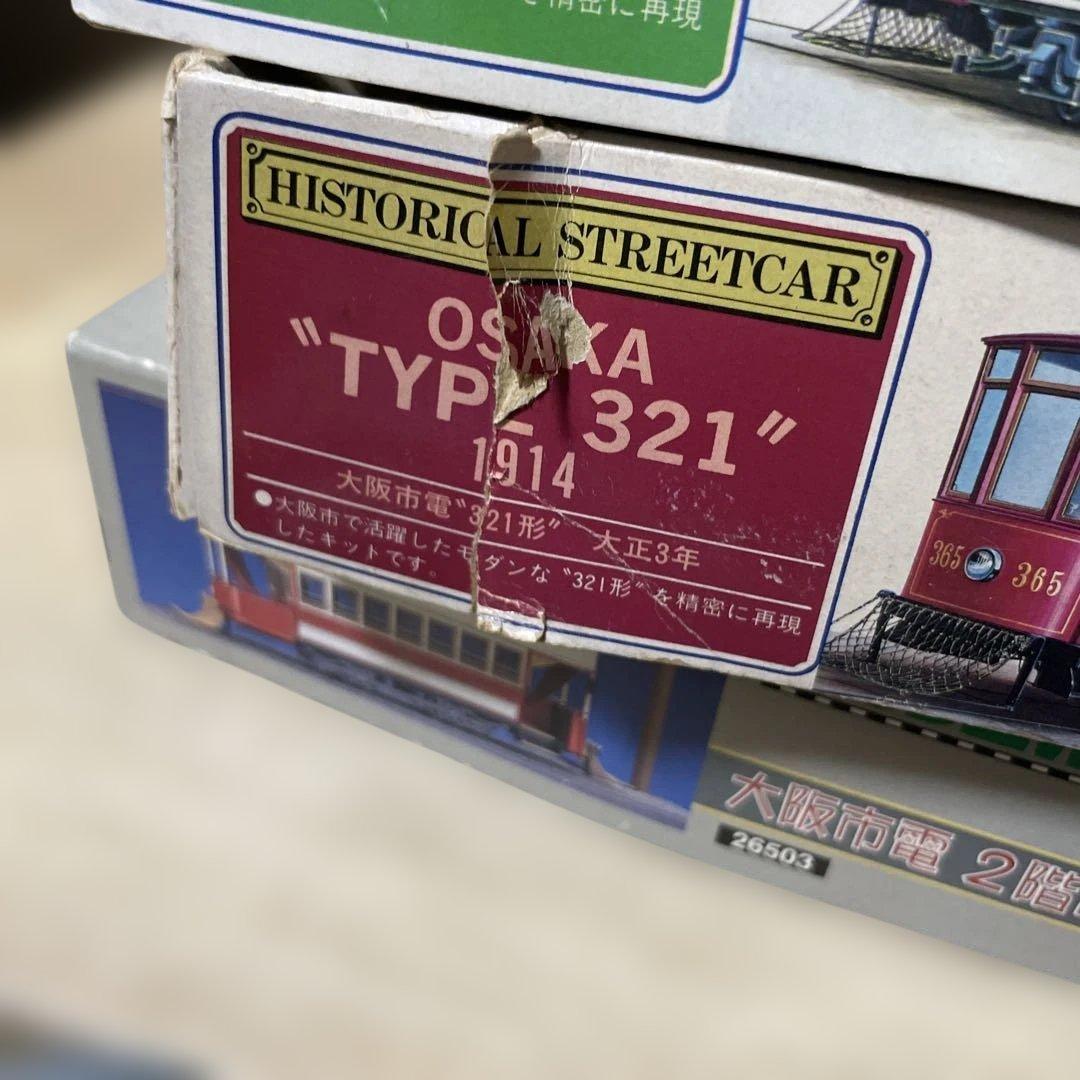 で精密に再現
HISTORICAL STREETCAR
OSAKA
"TYPE 321"
1914
大阪市電"321形" 大正3年
●大阪市で活躍したモダンな"321形"を精密に再現
したキットです。
365 365
大阪市電 2階
26503